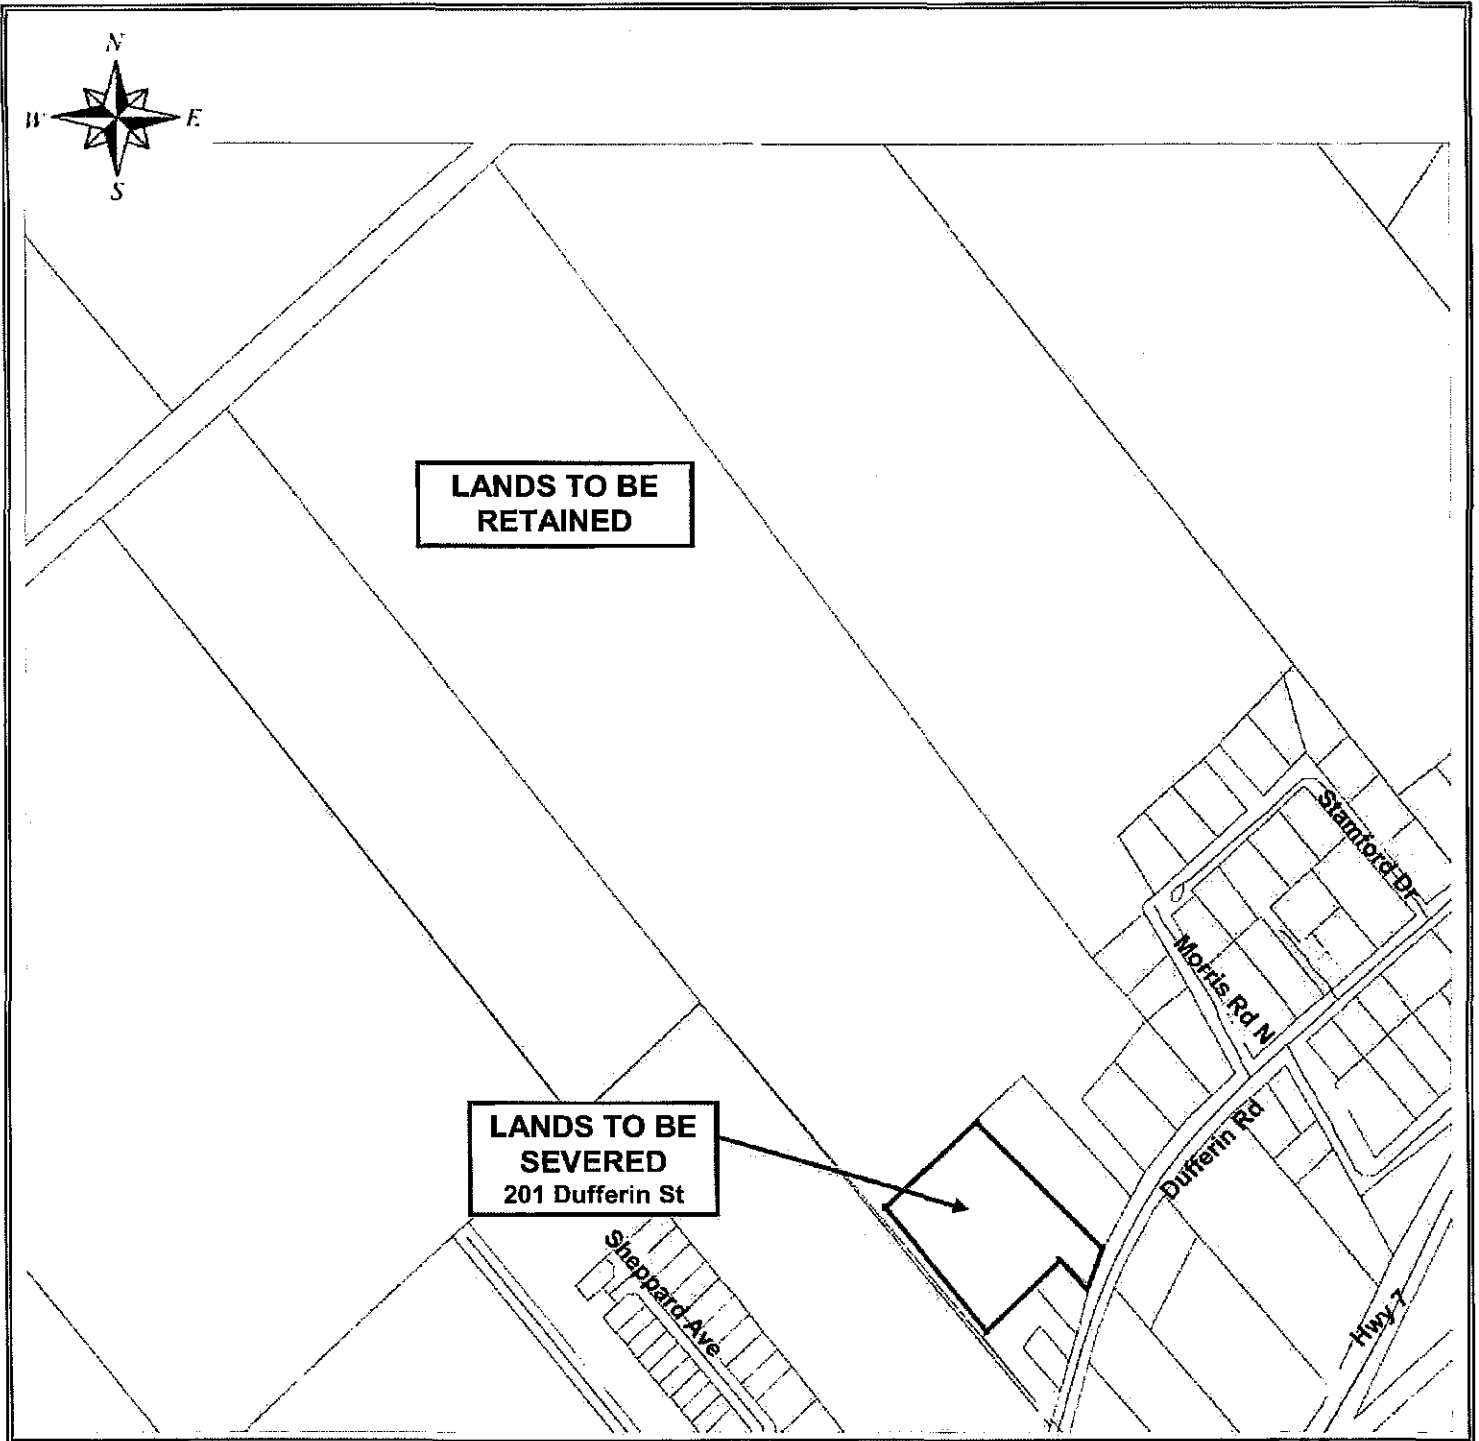 N
W
E
S
LANDS TO BE
RETAINED
Stamford Dr
Morris Rd N
Dufferin Rd
LANDS TO BE
SEVERED
201 Dufferin St
Sheppard Ave
Hwy 7